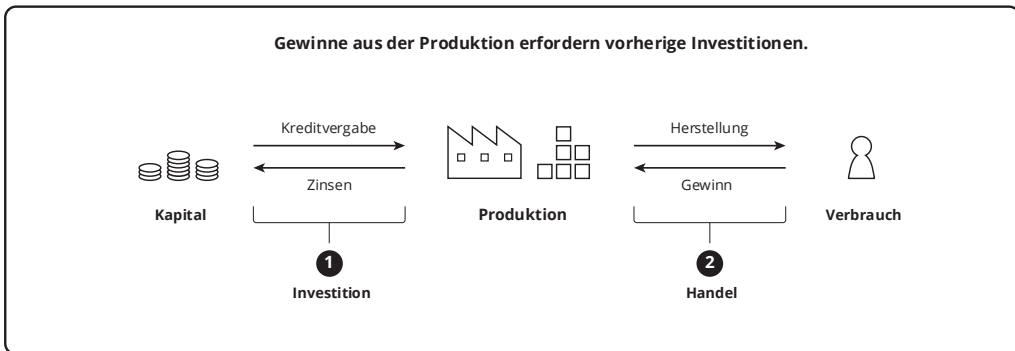 Gewinne aus der Produktion erfordern vorherige Investitionen.
Kreditvergabe
Herstellung
Zinsen
Gewinn
Kapital
Produktion
Verbrauch
1
2
Investition
Handel